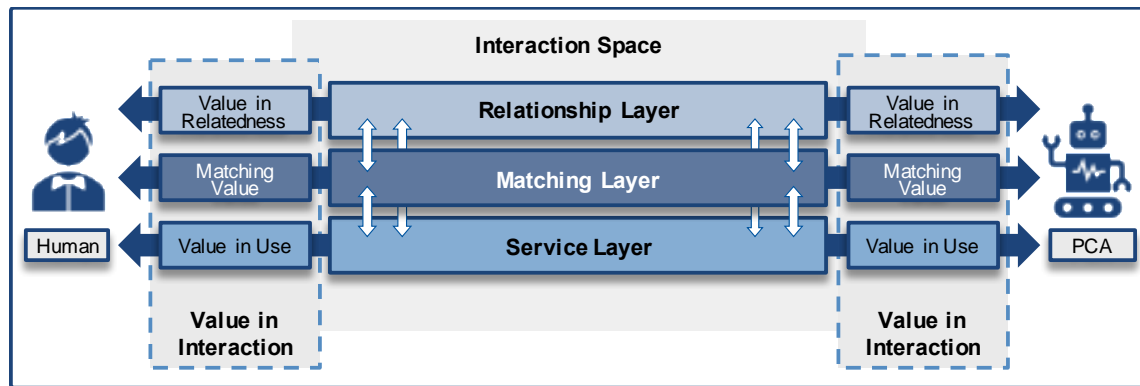 Interaction Space
Value in
Relatedness
Relationship Layer
Value in
Relatedness
Matching
Value
Matching Layer
Matching
Value
Human
Value in Use
Service Layer
Value in Use
PCA
Value in
Interaction
Value in
Interaction